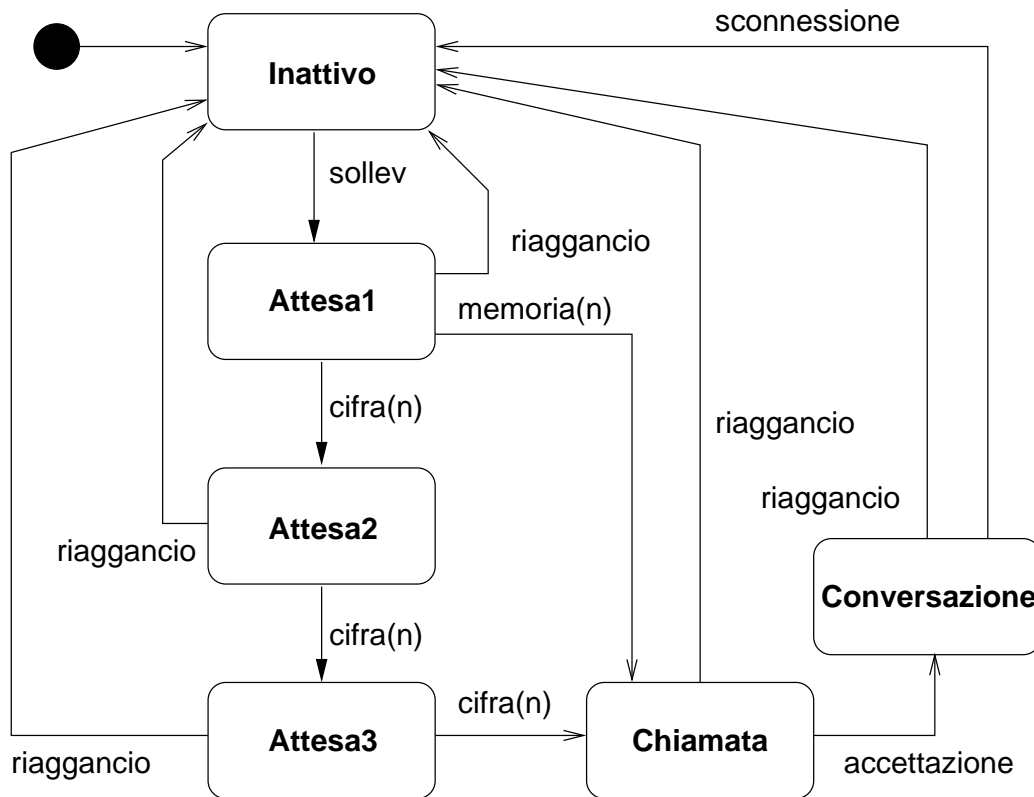 sconnessione
Inattivo
sollev
riaggancio
Attesa1
memoria(n)
cifra(n)
riaggancio
riaggancio
Attesa2
riaggancio
Conversazione
cifra(n)
cifra(n)
Attesa3
Chiamata
riaggancio
accettazione